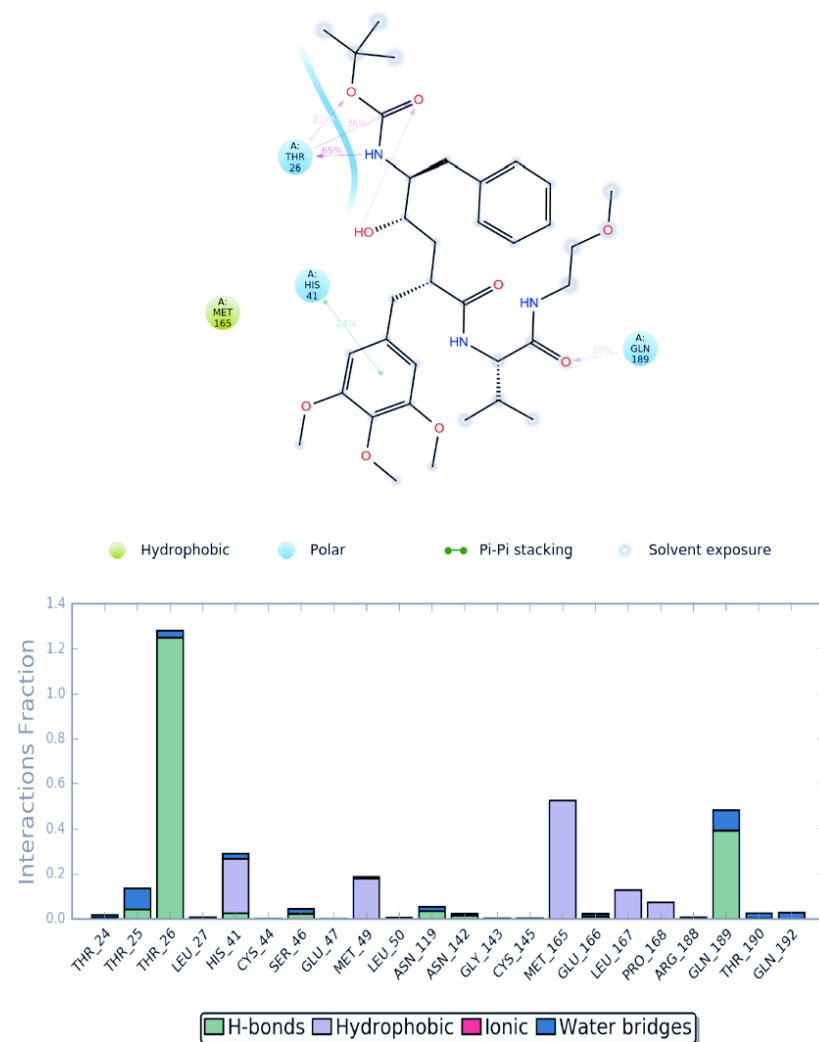 O
O
21%
36%
A:
THR
26
65%
HN
HO
O
A:
HIS
41
O
HN
A:
MET
165
24%
NH
O
29%
A:
GLN
189
O
O
O
Hydrophobic Polar Pi-Pi stacking Solvent exposure
1.4
1.2
1.0
0.8
0.6
0.4
0.2
0.0
Interactions Fraction
THR_24 THR_25 THR_26 LEU_27 HIS_41 CYS_44 SER_46 GLU_47 MET_49 LEU_50 ASN_119 ASN_142 GLY_143 CYS_145 MET_165 GLU_166 LEU_167 PRO_168 ARG_188 GLN_189 THR_190 GLN_192
H-bonds Hydrophobic Ionic Water bridges